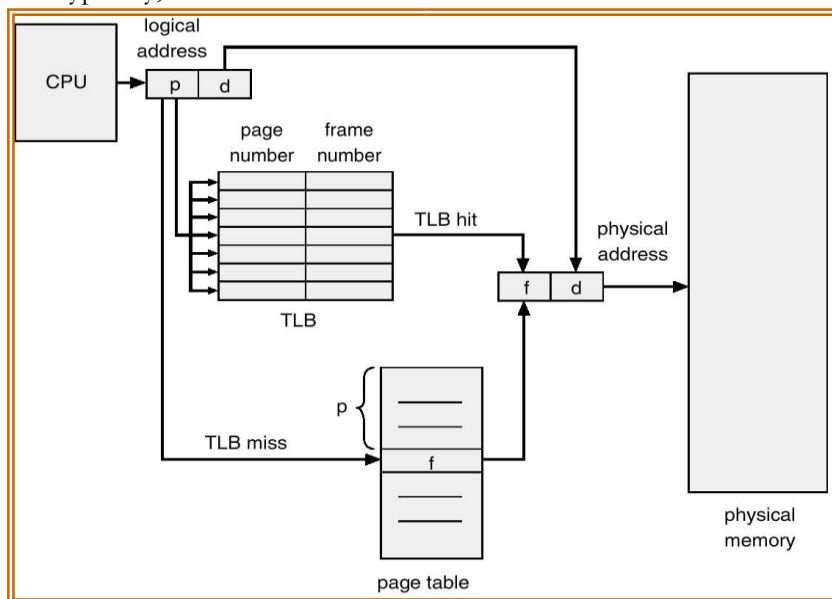 logical
address
CPU
p d
page frame
number number
TLB hit
physical
address
f d
TLB
p
TLB miss
f
physical
memory
page table